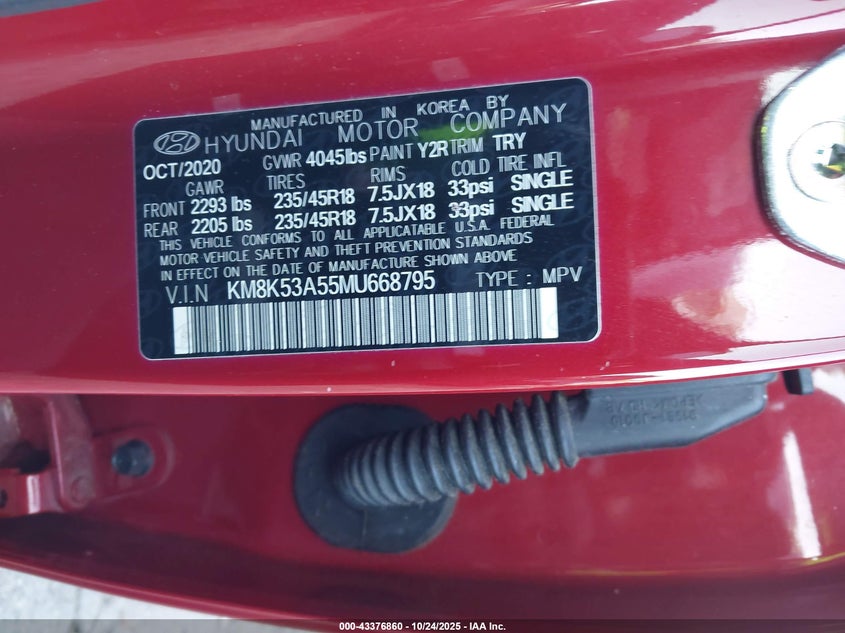 MANUFACTURED IN KOREA BY
HYUNDAI MOTOR COMPANY
OCT/2020 GVWR 4045lbs PAINT Y2R TRIM TRY
GAWR TIRES RIMS COLD TIRE INFL
FRONT 2293 lbs 235/45R18 7.5JX18 33psi SINGLE
REAR 2205 lbs 235/45R18 7.5JX18 33psi SINGLE
THIS VEHICLE CONFORMS TO ALL APPLICATABLE U.S.A. FEDERAL
MOTOR VEHICLE SAFETY AND THEFT PREVENTION STANDARDS
IN EFFECT ON THE DATE OF MANUFACTURE SHOWN ABOVE
V.I.N KM8K53A55MU668795 TYPE : MPV
000-43376860 - 10/24/2025 - IAA Inc.